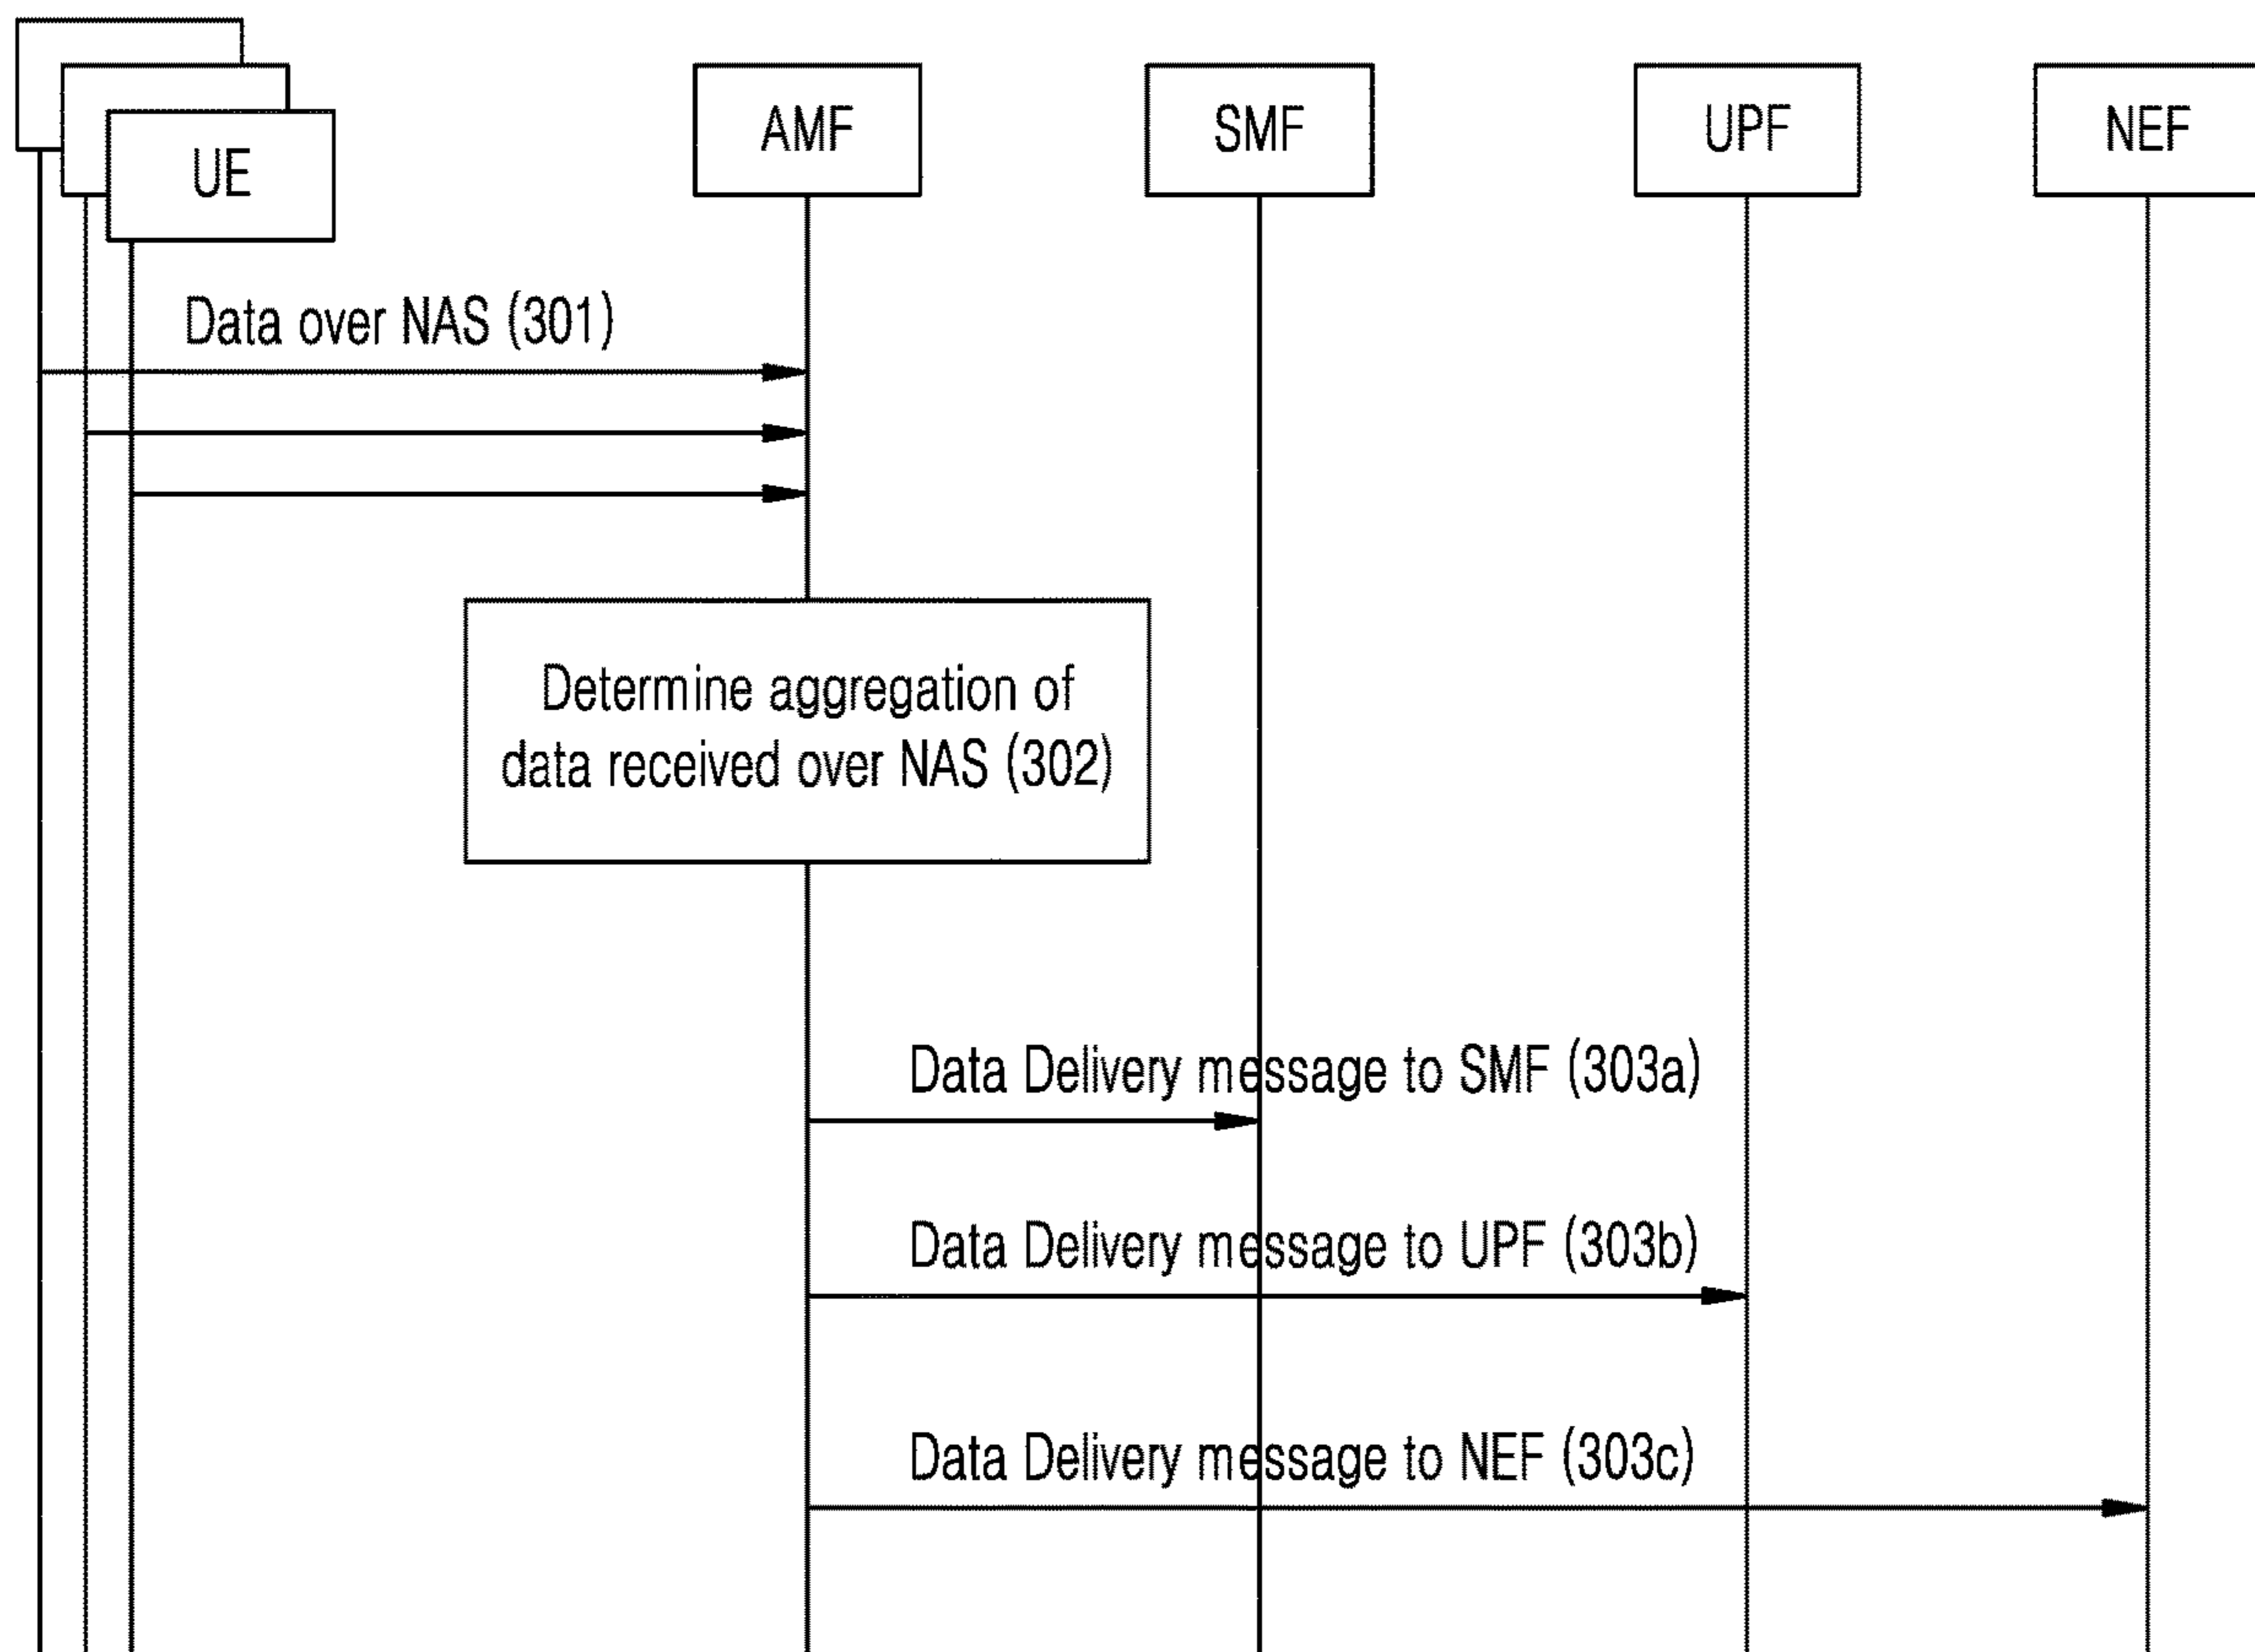 UE
AMF
SMF
UPF
NEF
Data over NAS (301)
Determine aggregation of
data received over NAS (302)
Data Delivery message to SMF (303a)
Data Delivery message to UPF (303b)
Data Delivery message to NEF (303c)